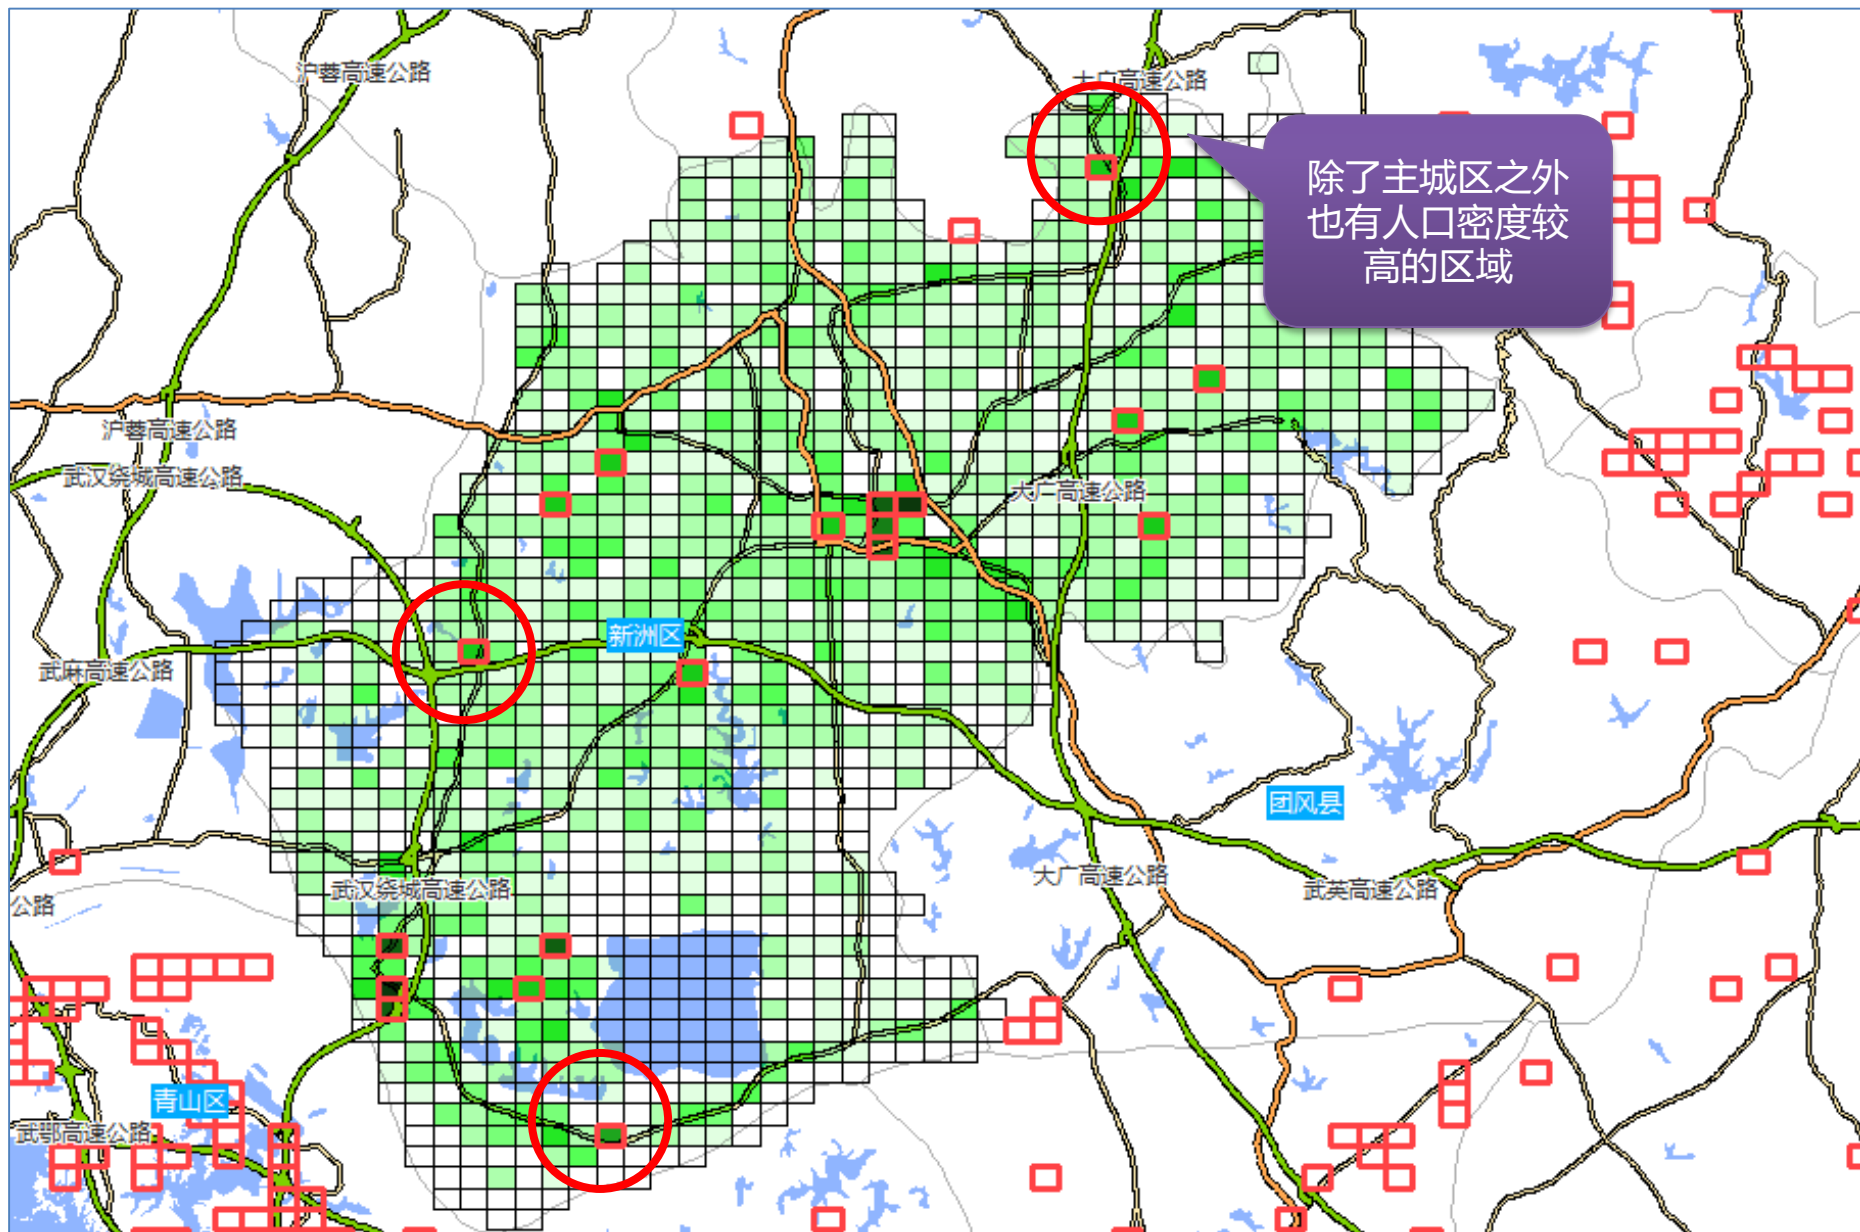 沪蓉高速公路
大广高速公路
除了主城区之外
也有人口密度较
高的区域
沪蓉高速公路
武汉绕城高速公路
大广高速公路
新洲区
武麻高速公路
团风县
大广高速公路
武汉绕城高速公路
武英高速公路
公路
青山区
武鄂高速公路